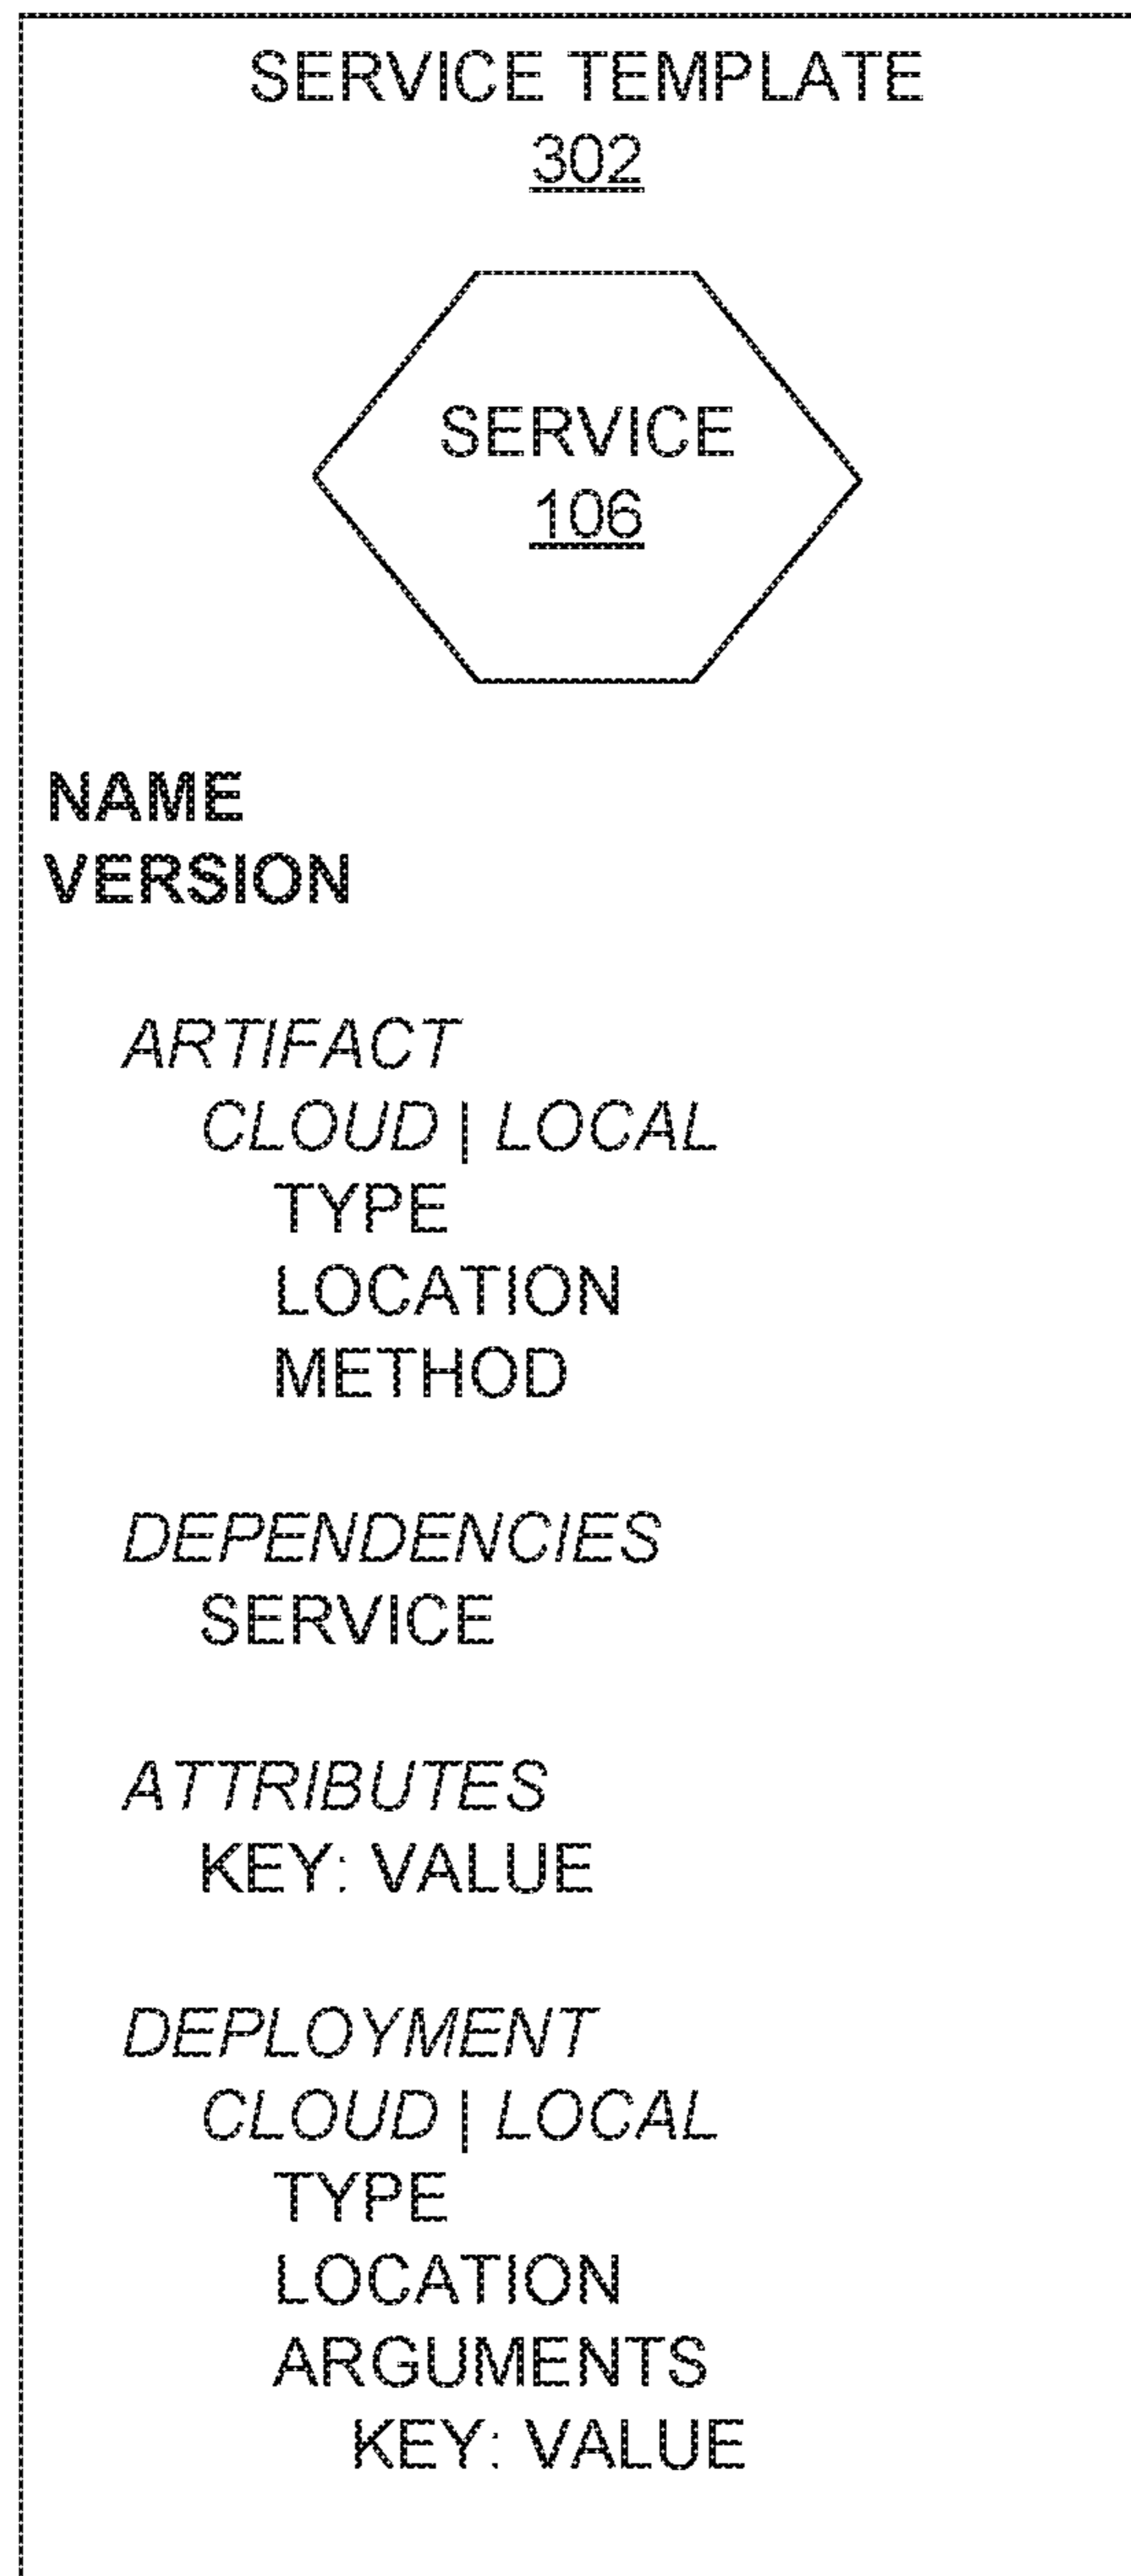 SERVICE TEMPLATE
302
SERVICE
106
NAME
VERSION
ARTIFACT
CLOUD | LOCAL
TYPE
LOCATION
METHOD
DEPENDENCIES
SERVICE
ATTRIBUTES
KEY: VALUE
DEPLOYMENT
CLOUD | LOCAL
TYPE
LOCATION
ARGUMENTS
KEY: VALUE